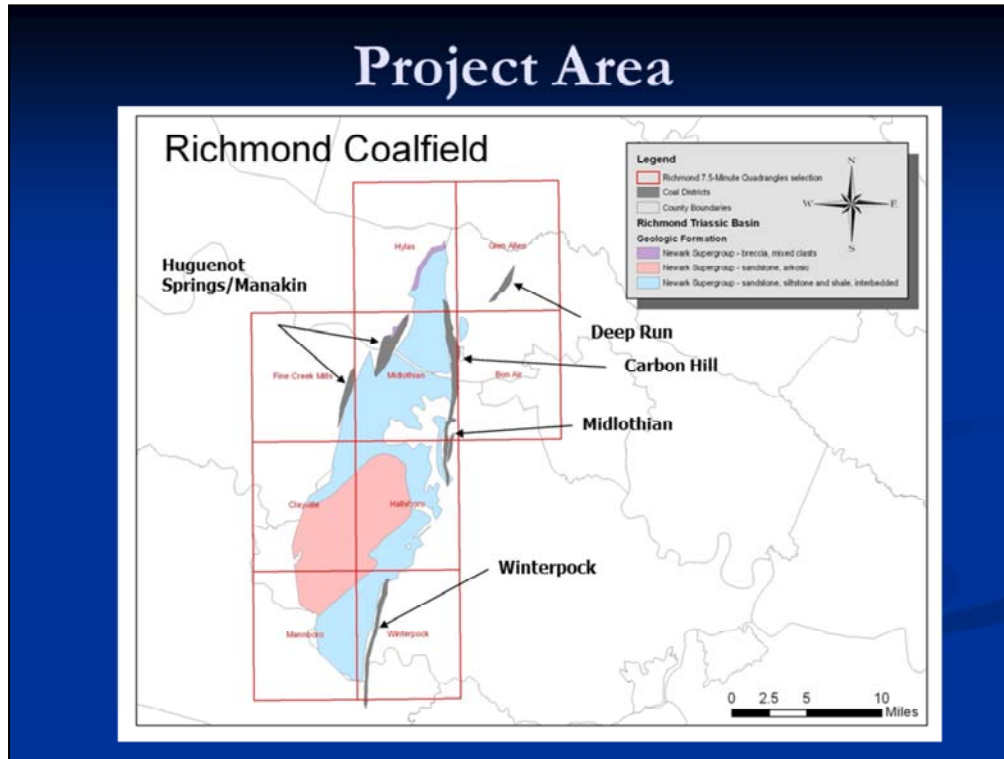 Project Area
Richmond Coalfield
Legend
Richmond 7.5-Minute Quadrangles selection
Coal Districts
County Boundaries
Richmond Triassic Basin
Geologic Formation
Newark Supergroup - breccia, mixed clasts
Newark Supergroup - sandstone, arkosic
Newark Supergroup - sandstone, siltstone and shale, interbedded
N
W
E
S
Hylas
Glen Allen
Huguenot
Springs/Manakin
Deep Run
Carbon Hill
Fine Creek Mills
Midlothian
Bon Air
Midlothian
Clayville
Hallsboro
Winterpock
Mannboro
Winterpock
0 2.5 5 10
Miles